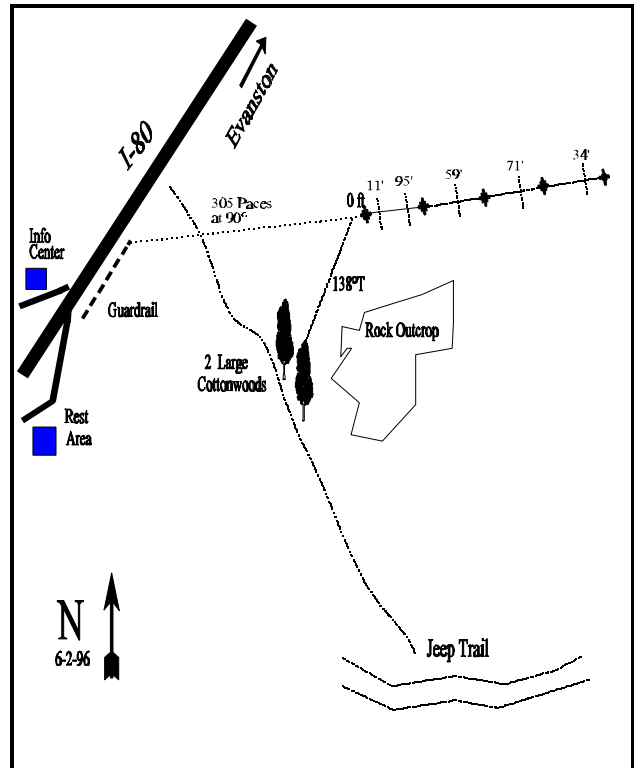 I-80
Evanston
305 Paces
at 90°
0 ft
11'
95'
59'
71'
34'
Info
Center
Guardrail
138°T
Rock Outcrop
2 Large
Cottonwoods
Rest
Area
N
6-2-96
Jeep Trail